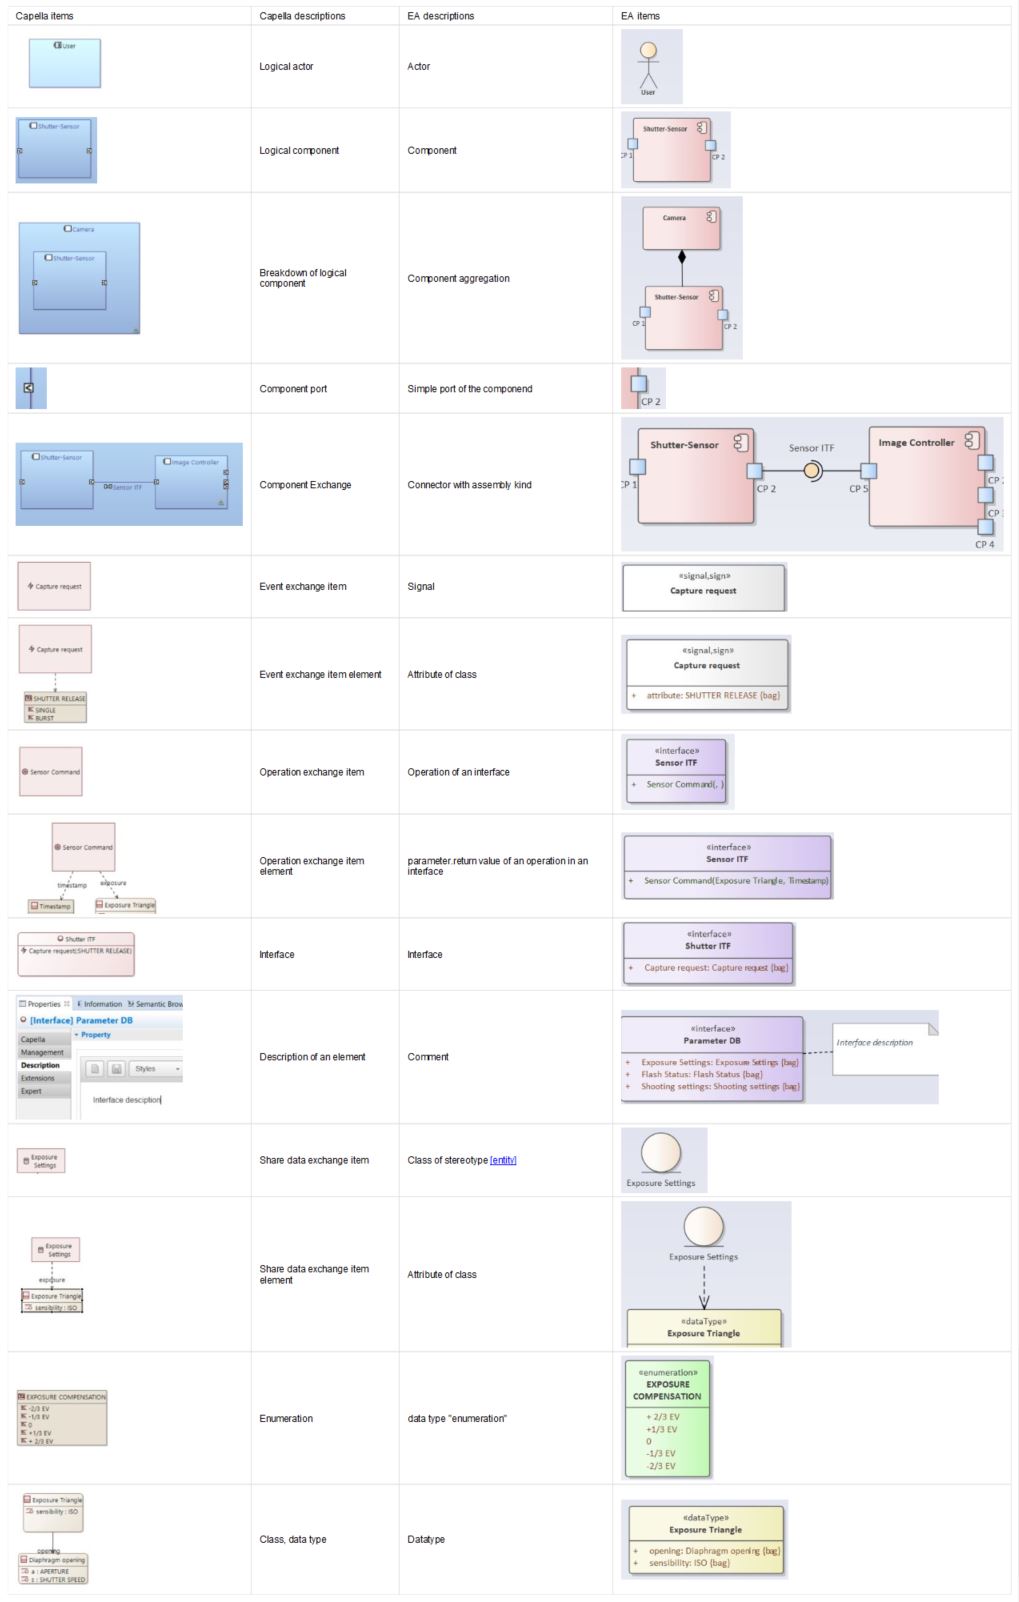 Capella items
Capella descriptions
EA descriptions
EA items
User
Logical actor
Actor
User
Shutter-Sensor
Logical component
Component
Shutter-Sensor
CP 1
CP 2
Camera
Shutter-Sensor
Breakdown of logical
component
Component aggregation
Camera
Shutter-Sensor
CP 1
CP 2
Component port
Simple port of the componend
CP 2
Shutter-Sensor
Image Controller
Sensor ITF
Component Exchange
Connector with assembly kind
Shutter-Sensor
Sensor ITF
Image Controller
CP 1
CP 2
CP 5
CP 2
CP 3
CP 4
Capture request
Event exchange item
Signal
«signal,sign»
Capture request
Capture request
SHUTTER RELEASE
SINGLE
BURST
Event exchange item element
Attribute of class
«signal,sign»
Capture request
+ attribute: SHUTTER RELEASE {bag}
Sensor Command
Operation exchange item
Operation of an interface
«interface»
Sensor ITF
+ Sensor Command(, )
Sensor Command
timestamp
exposure
Timestamp
Exposure Triangle
Operation exchange item
element
parameter.return value of an operation in an
interface
«interface»
Sensor ITF
+ Sensor Command(Exposure Triangle, Timestamp)
Shutter ITF
Capture request(SHUTTER RELEASE)
Interface
Interface
«interface»
Shutter ITF
+ Capture request: Capture request {bag}
Properties
Information
Semantic Brow
[Interface] Parameter DB
Capella
Management
Description
Extensions
Expert
Property
Styles
Interface desciption
Description of an element
Comment
«interface»
Parameter DB
+ Exposure Settings: Exposure Settings {bag}
+ Flash Status: Flash Status {bag}
+ Shooting settings: Shooting settings {bag}
Interface description
Exposure
Settings
Share data exchange item
Class of stereotype [entity]
Exposure Settings
Exposure
Settings
exposure
Exposure Triangle
sensibility : ISO
Share data exchange item
element
Attribute of class
Exposure Settings
«dataType»
Exposure Triangle
EXPOSURE COMPENSATION
-2/3 EV
-1/3 EV
0
+1/3 EV
+ 2/3 EV
Enumeration
data type "enumeration"
«enumeration»
EXPOSURE
COMPENSATION
+ 2/3 EV
+1/3 EV
0
-1/3 EV
-2/3 EV
Exposure Triangle
sensibility : ISO
opening
Diaphragm opening
a : APERTURE
s : SHUTTER SPEED
Class, data type
Datatype
«dataType»
Exposure Triangle
+ opening: Diaphragm opening {bag}
+ sensibility: ISO {bag}